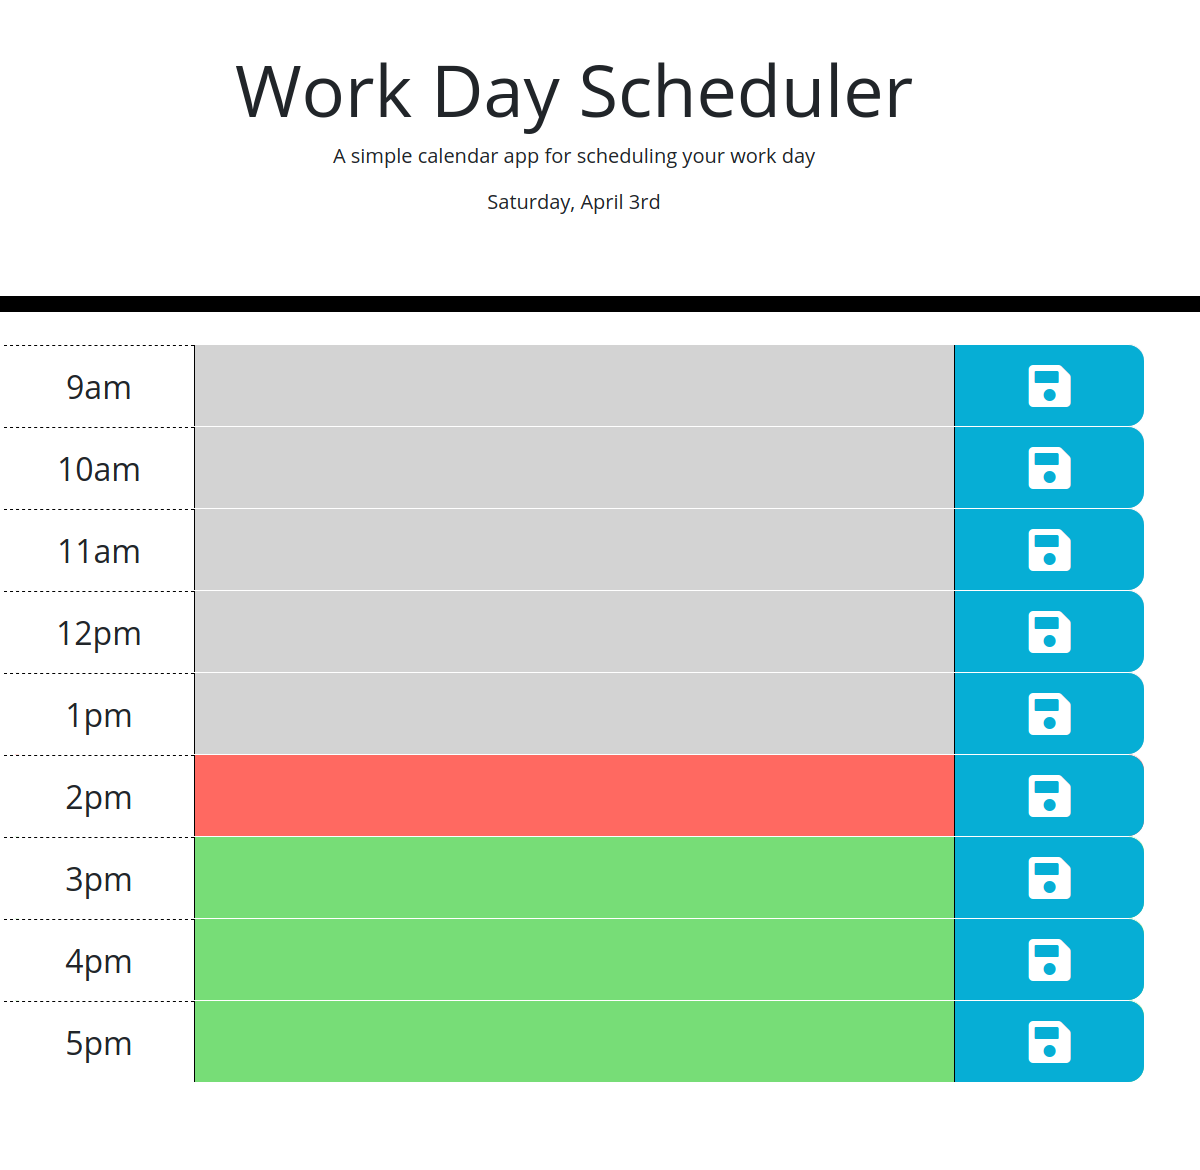 Work Day Scheduler
A simple calendar app for scheduling your work day
Saturday, April 3rd
9am
10am
11am
12pm
1pm
2pm
3pm
4pm
5pm